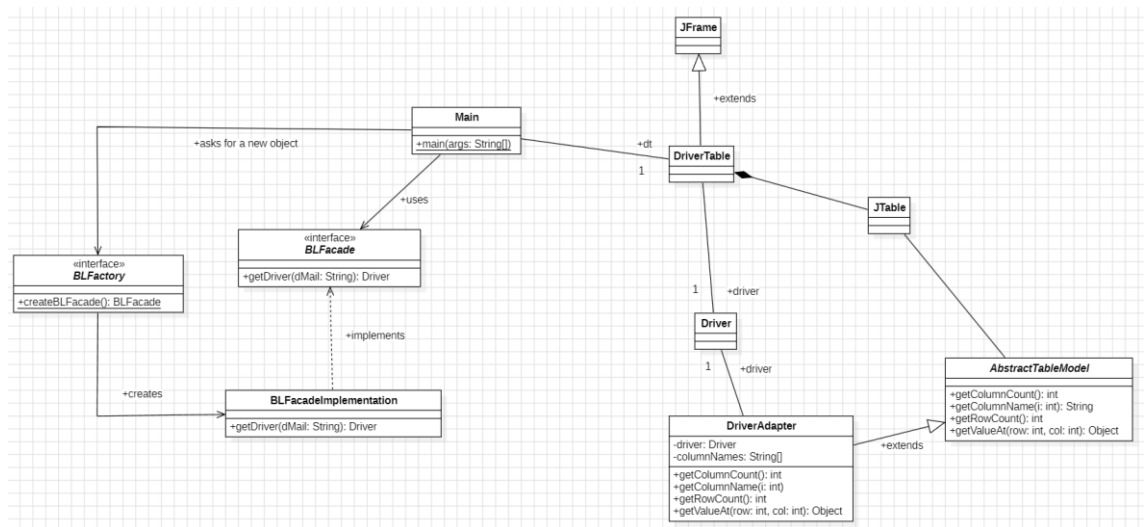 JFrame
+extends
Main
+main(args: String[])
+asks for a new object
+dt
1
DriverTable
+uses
JTable
«interface»
BLFacade
+getDriver(dMail: String): Driver
«interface»
BLFactory
+createBLFacade(): BLFacade
1
+driver
Driver
+implements
1
+driver
AbstractTableModel
+getColumnCount(): int
+getColumnName(i: int): String
+getRowCount(): int
+getValueAt(row: int, col: int): Object
+creates
BLFacadeImplementation
+getDriver(dMail: String): Driver
DriverAdapter
-driver: Driver
-columnNames: String[]
+getColumnCount(): int
+getColumnName(i: int)
+getRowCount(): int
+getValueAt(row: int, col: int): Object
+extends